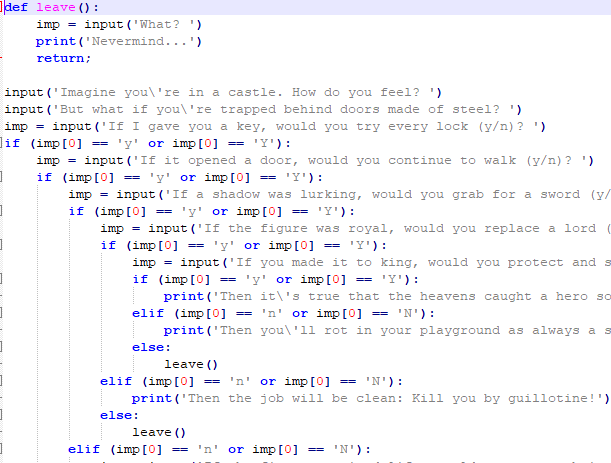 def leave():
    imp = input('What? ')
    print('Nevermind...')
    return;

input('Imagine you\'re in a castle. How do you feel? ')
input('But what if you\'re trapped behind doors made of steel? ')
imp = input('If I gave you a key, would you try every lock (y/n)? ')
if (imp[0] == 'y' or imp[0] == 'Y'):
    imp = input('If it opened a door, would you continue to walk (y/n)? ')
    if (imp[0] == 'y' or imp[0] == 'Y'):
        imp = input('If a shadow was lurking, would you grab for a sword (y/
        if (imp[0] == 'y' or imp[0] == 'Y'):
            imp = input('If the figure was royal, would you replace a lord (
            if (imp[0] == 'y' or imp[0] == 'Y'):
                imp = input('If you made it to king, would you protect and s
                if (imp[0] == 'y' or imp[0] == 'Y'):
                    print('Then it\'s true that the heavens caught a hero so
                elif (imp[0] == 'n' or imp[0] == 'N'):
                    print('Then you\'ll rot in your playground as always a s
                else:
                    leave()
            elif (imp[0] == 'n' or imp[0] == 'N'):
                print('Then the job will be clean: Kill you by guillotine!')
            else:
                leave()
        elif (imp[0] == 'n' or imp[0] == 'N'):